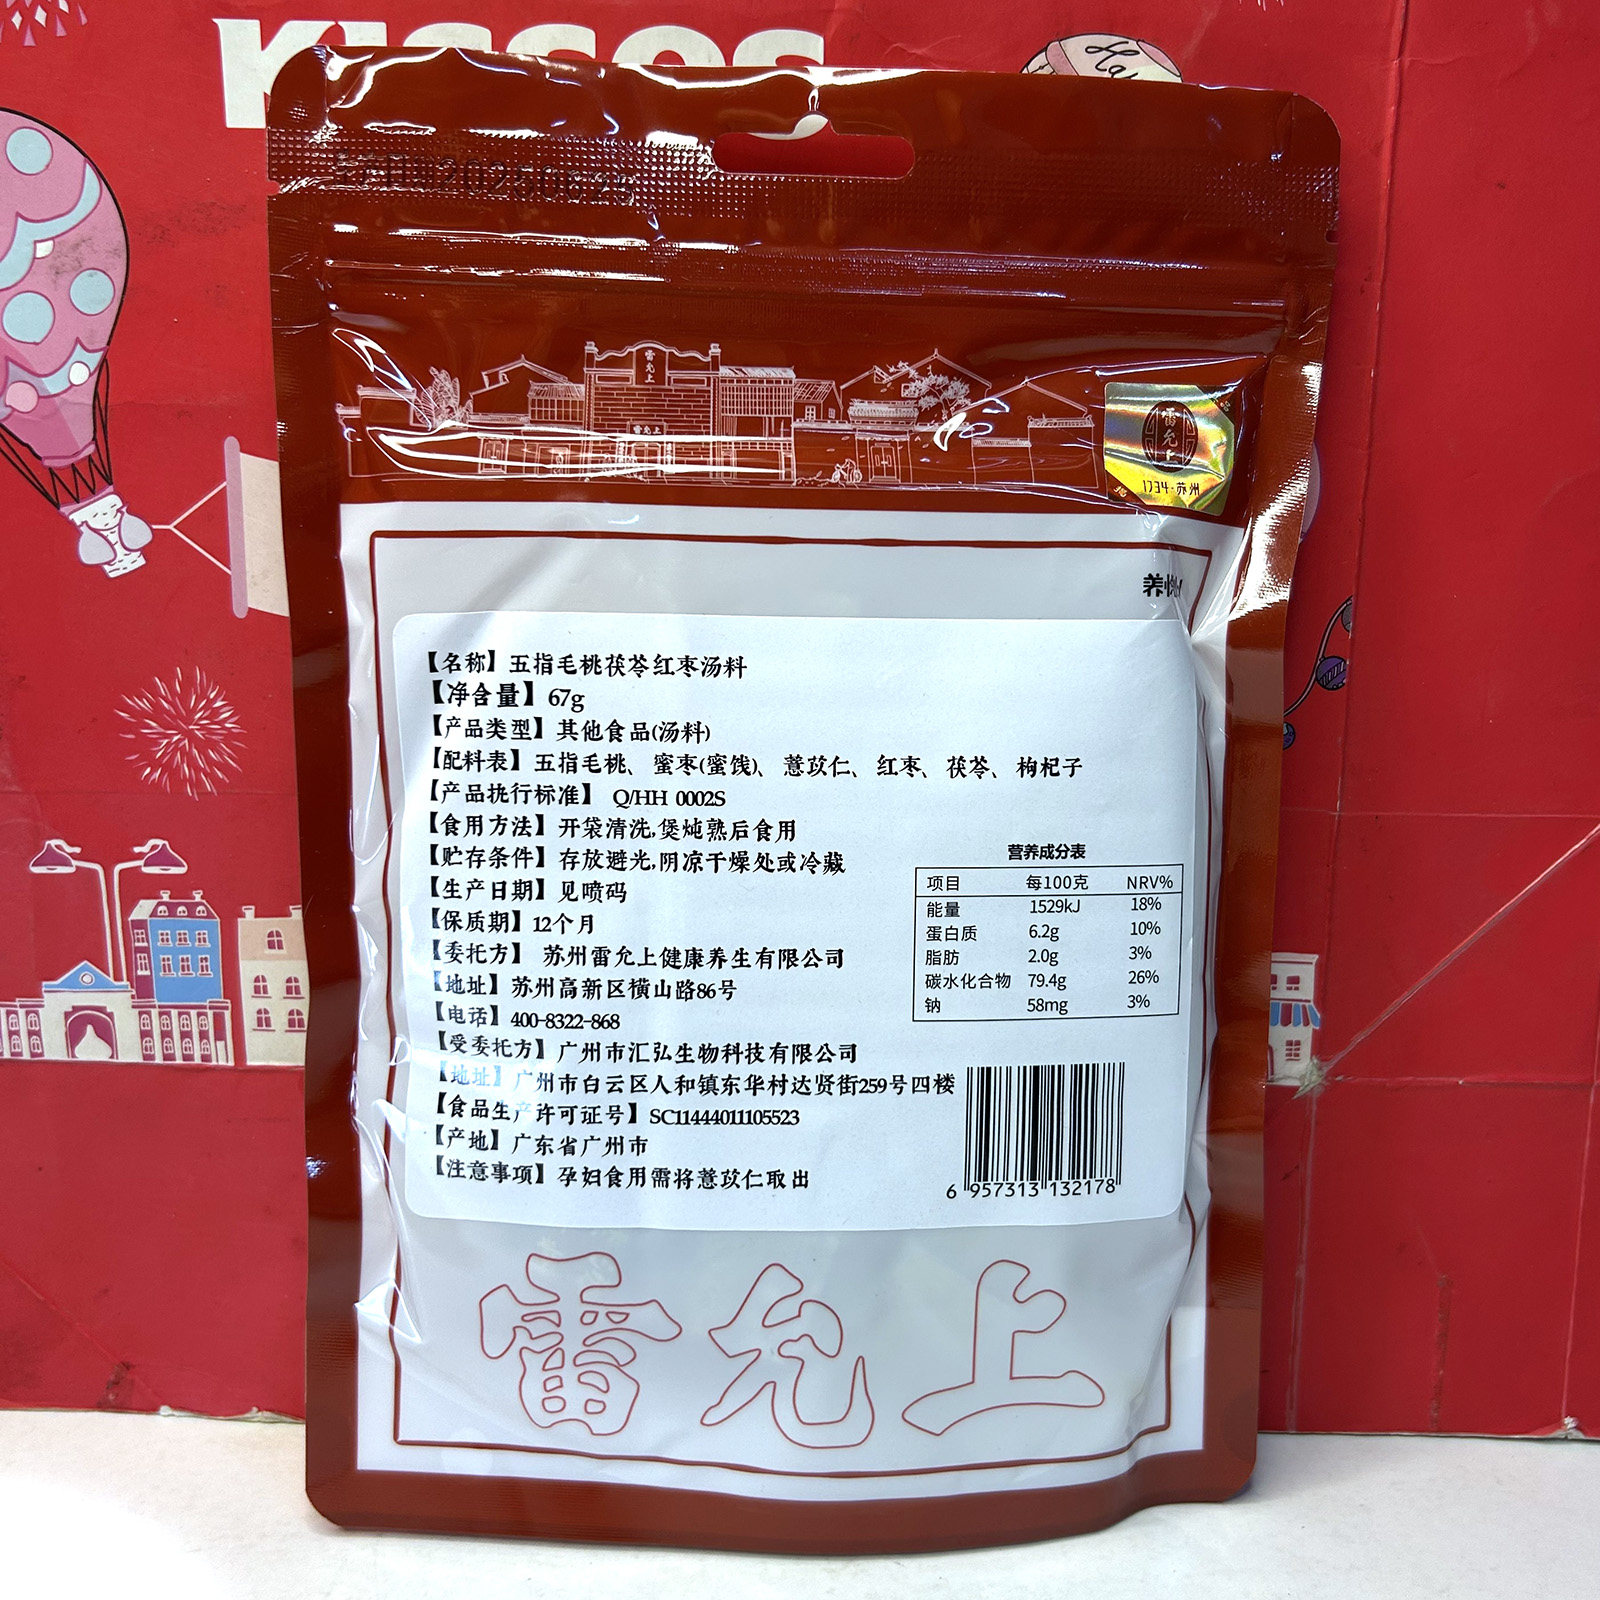 KISSES
20250625
雷允上
雷允上
雷允上
1734·苏州
养
【名称】五指毛桃茯苓红枣汤料
【净含量】67g
【产品类型】其他食品(汤料)
【配料表】五指毛桃、蜜枣(蜜饯)、薏苡仁、红枣、茯苓、枸杞子
【产品执行标准】 Q/HH 0002S
【食用方法】开袋清洗,煲炖熟后食用
【贮存条件】存放避光,阴凉干燥处或冷藏
【生产日期】见喷码
【保质期】12个月
【委托方】 苏州雷允上健康养生有限公司
【地址】苏州高新区横山路86号
【电话】400-8322-868
【受委托方】广州市汇弘生物科技有限公司
【地址】广州市白云区人和镇东华村达贤街259号四楼
【食品生产许可证号】SC11444011105523
【产地】广东省广州市
【注意事项】孕妇食用需将薏苡仁取出
营养成分表
项目 每100克 NRV%
能量 1529kJ 18%
蛋白质 6.2g 10%
脂肪 2.0g 3%
碳水化合物 79.4g 26%
钠 58mg 3%
6 957313 132178
雷允上